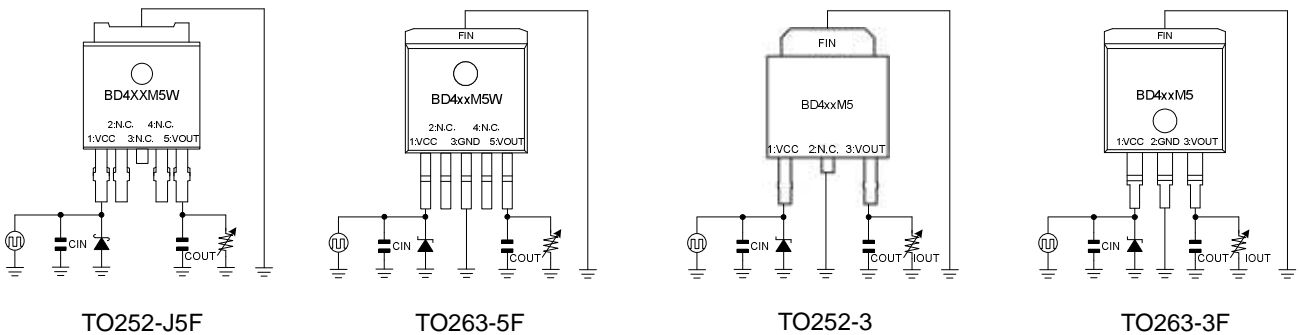 BD4XXM5W
2:N.C. 4:N.C.
1:VCC 3:N.C. 5:VOUT
CIN
COUT
TO252-J5F
FIN
BD4xxM5W
2:N.C. 4:N.C.
1:VCC 3:GND 5:VOUT
CIN
COUT
TO263-5F
FIN
BD4xxM5
1:VCC 2:N.C. 3:VOUT
CIN
COUT IOUT
TO252-3
FIN
BD4xxM5
1:VCC 2:GND 3:VOUT
CIN
COUT IOUT
TO263-3F